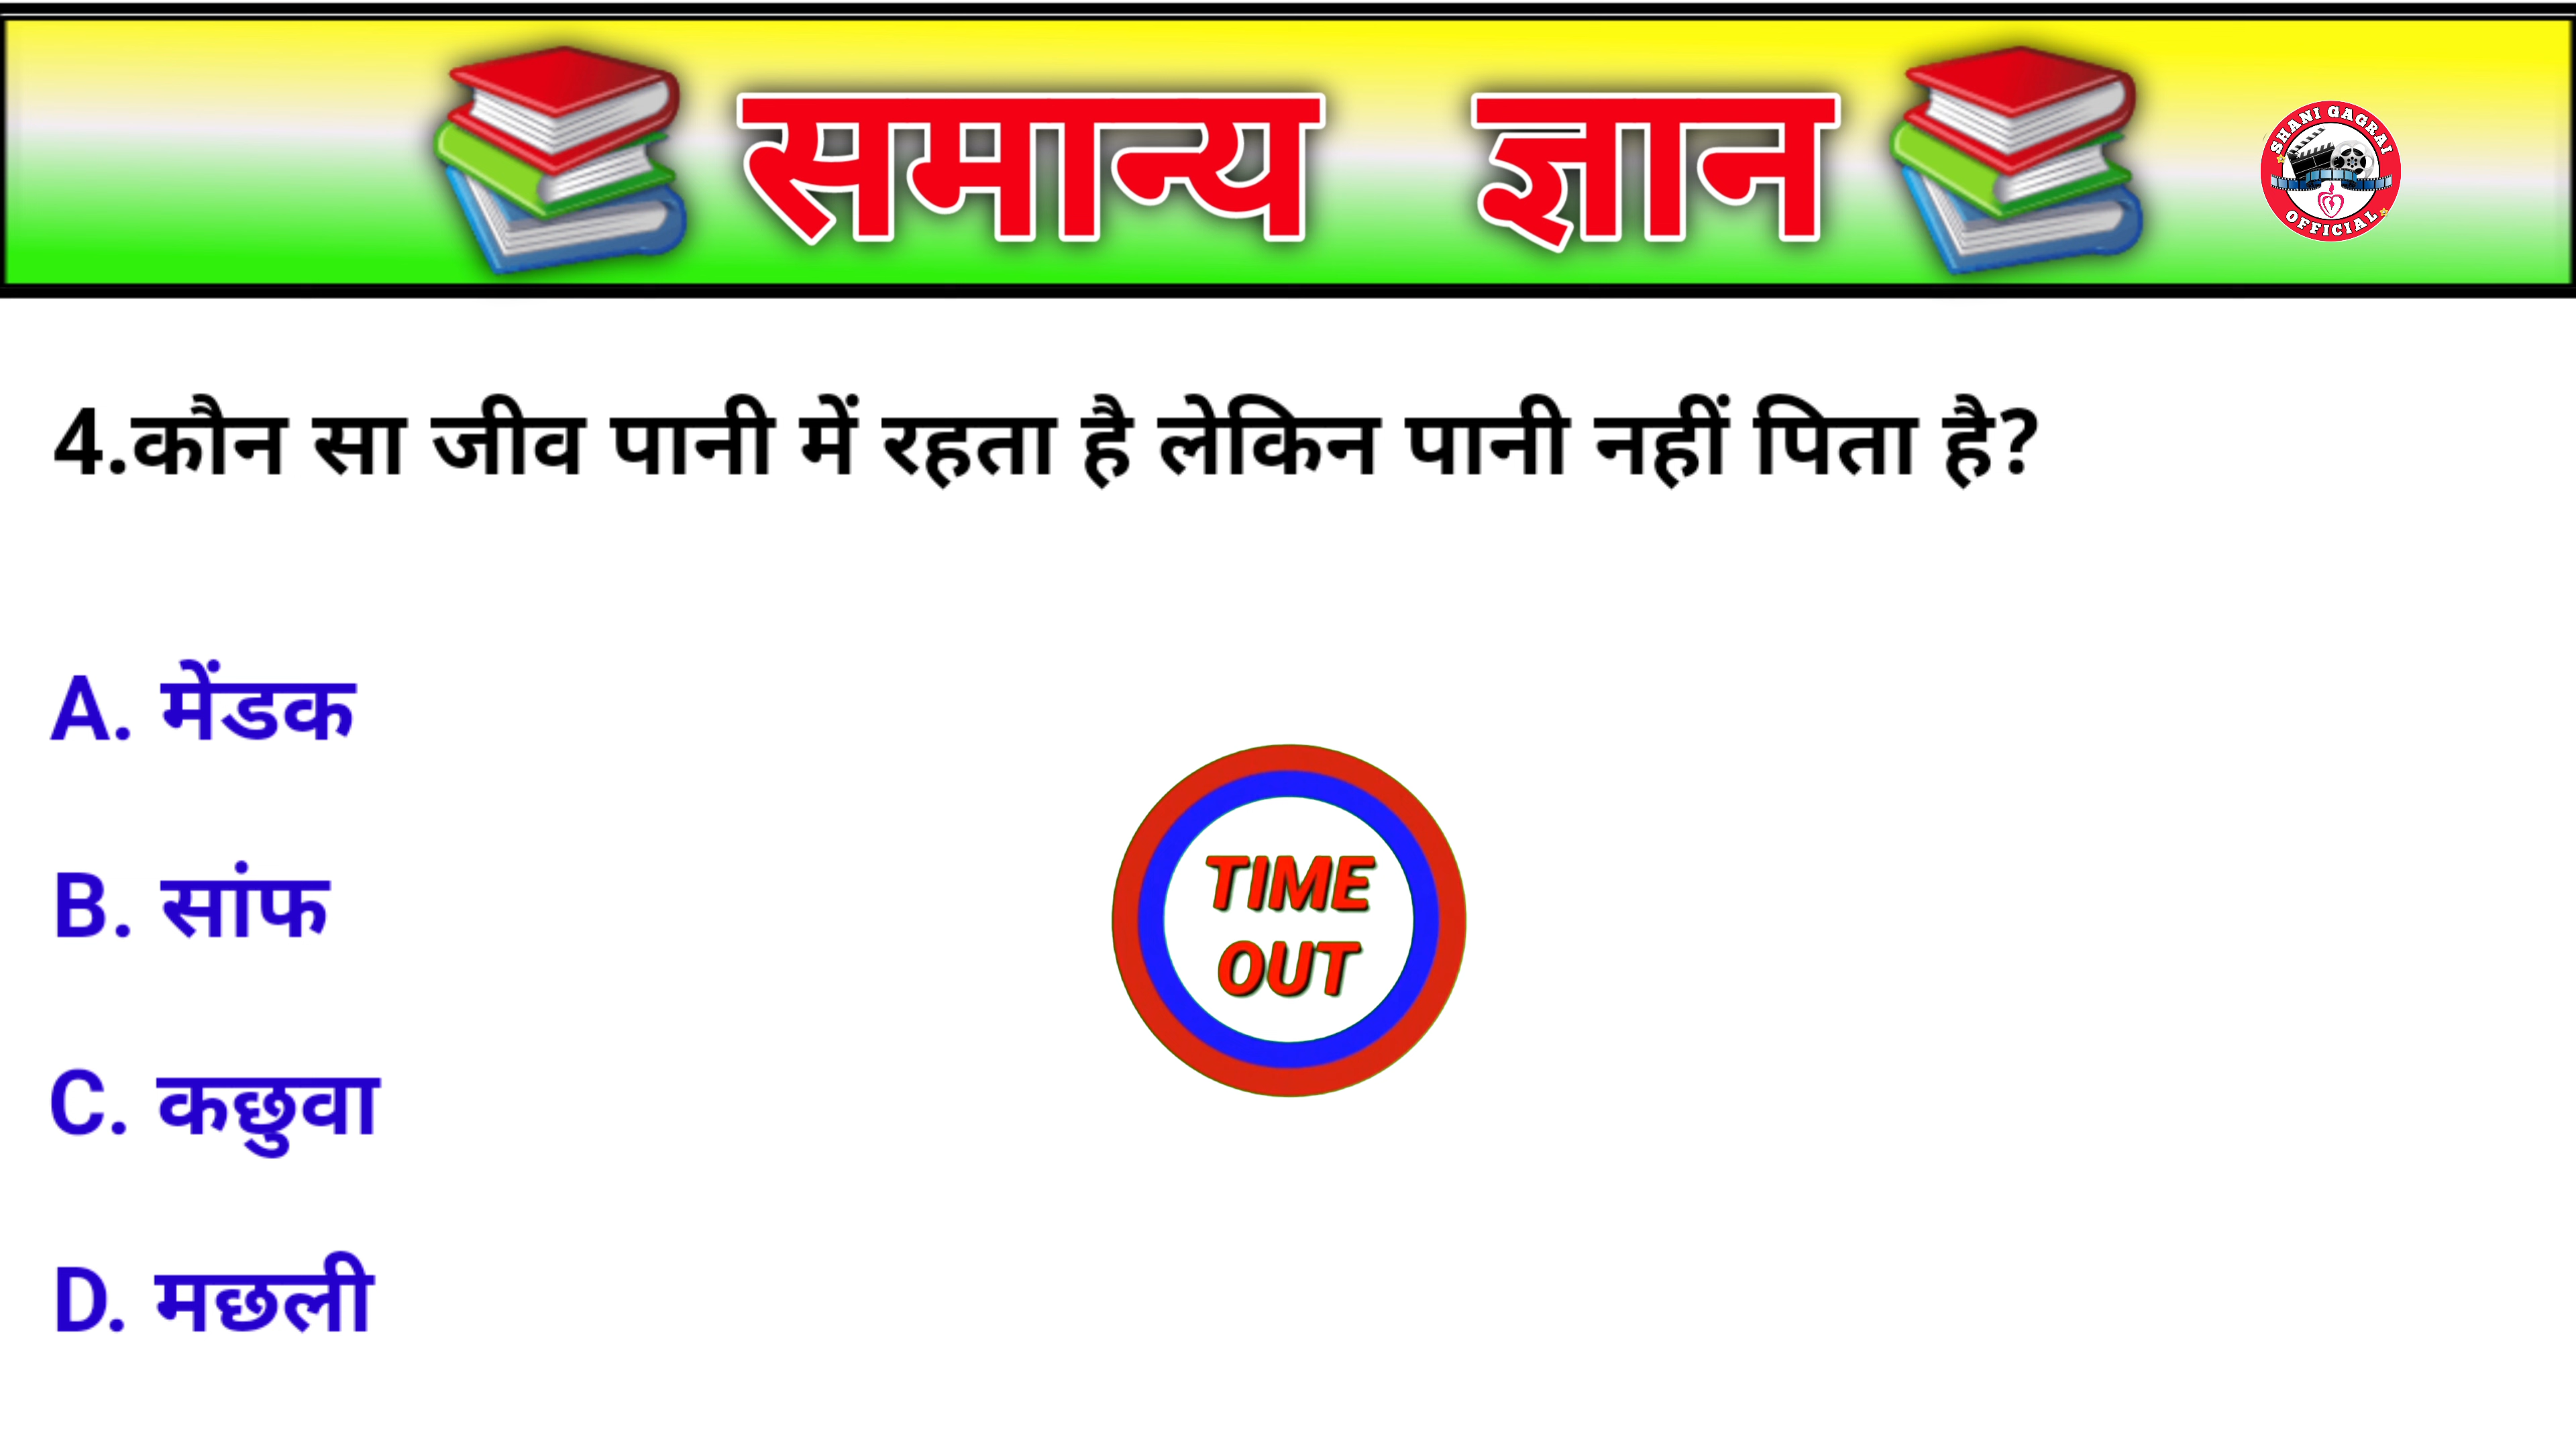 समान्य ज्ञान
SHANI GAGRAI
OFFICIAL
4.कौन सा जीव पानी में रहता है लेकिन पानी नहीं पिता है?
A. मेंडक
B. सांफ
TIME
OUT
C. कछुवा
D. मछली